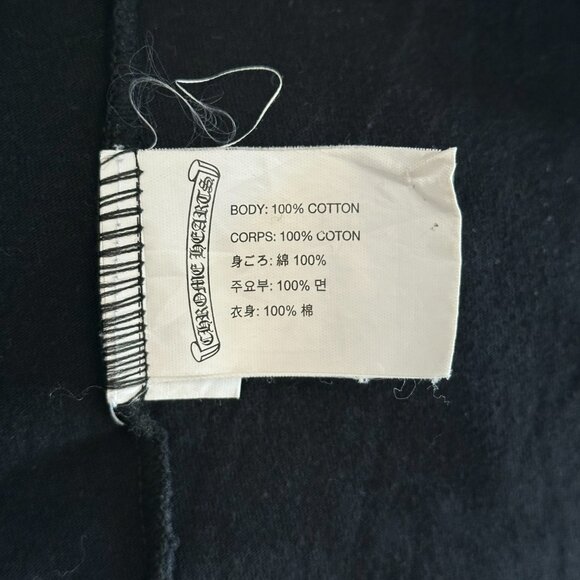 CHROME HEARTS
BODY: 100% COTTON
CORPS: 100% COTON
身ごろ: 綿 100%
주요부: 100% 면
衣身: 100% 棉